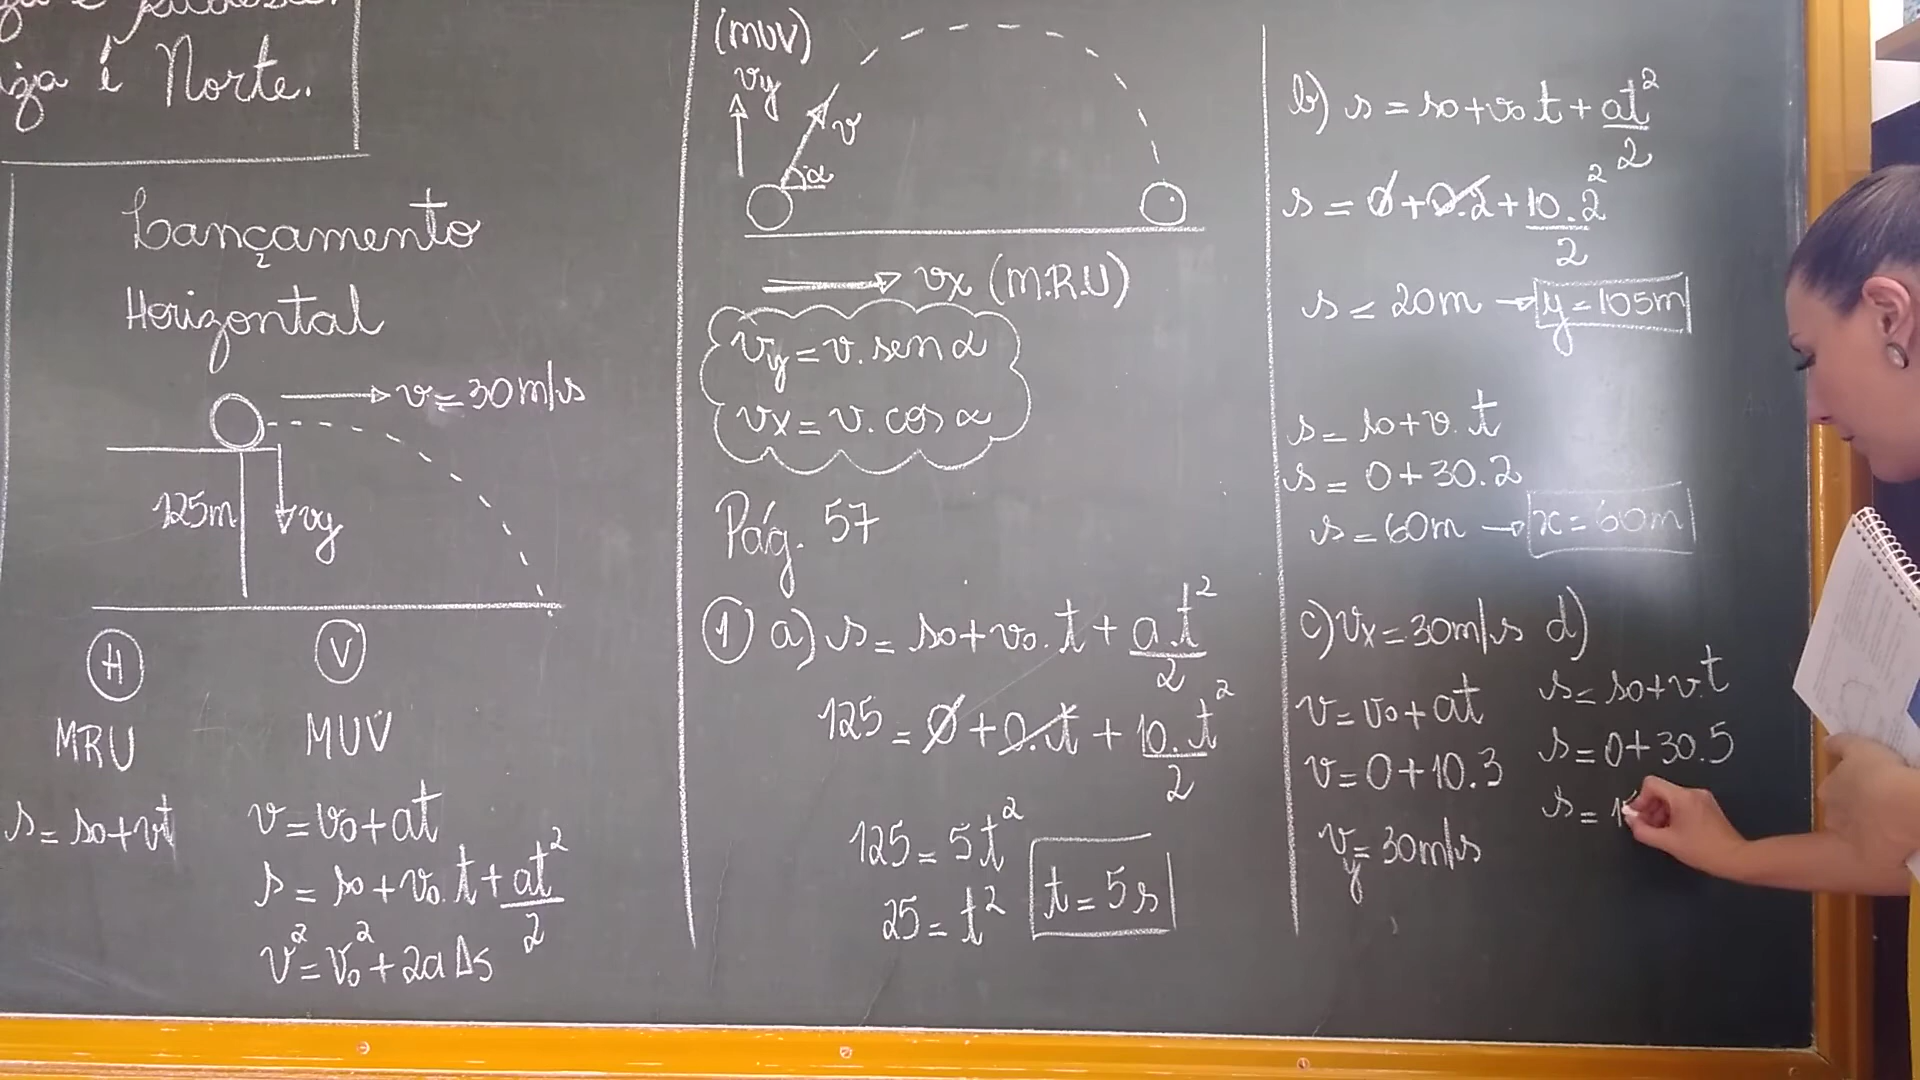 iza é Norte.
Lançamento
Horizontal
v = 30m/s
125m
vy
H
V
MRU
MUV
s = so+vt
v = vo+at
s = so+vo.t+at²/2
v² = vo²+2aΔs
(MUV)
vy
v
α
vx (M.R.U)
vy = v. sen α
vx = v. cos α
Pág. 57
1 a) s = so+vo.t+a.t²/2
125 = 0+0.t+10.t²/2
125 = 5t²
25 = t²
t = 5s
b) s = so+vot+at²/2
s = 0+0.2+10.2²/2
s = 20m → y = 105m
s = so+v.t
s = 0+30.2
s = 60m → x = 60m
c) vx = 30m/s
v = vo+at
v = 0+10.3
vy = 30m/s
d)
s = so+v.t
s = 0+30.5
s = 1